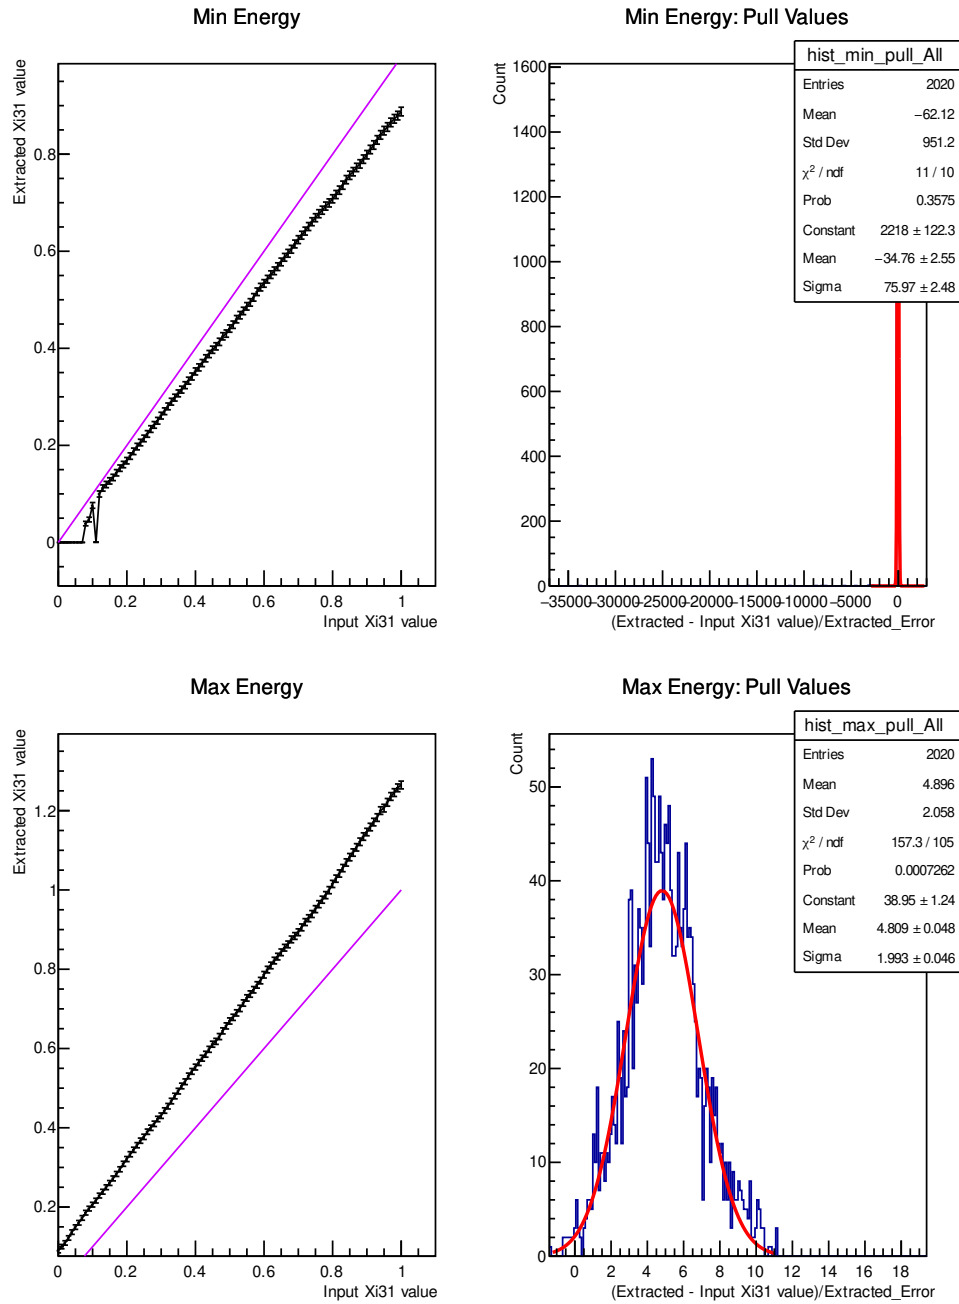 Min Energy
Extracted Xi31 value
0.8
0.6
0.4
0.2
0
0 0.2 0.4 0.6 0.8 1
Input Xi31 value
Min Energy: Pull Values
Count
1600
1400
1200
1000
800
600
400
200
0
−35000 −30000 −25000 −20000 −15000 −10000 −5000 0
(Extracted - Input Xi31 value)/Extracted_Error
hist_min_pull_All
Entries 2020
Mean −62.12
Std Dev 951.2
χ² / ndf 11 / 10
Prob 0.3575
Constant 2218 ± 122.3
Mean −34.76 ± 2.55
Sigma 75.97 ± 2.48
Max Energy
Extracted Xi31 value
1.2
1
0.8
0.6
0.4
0.2
0 0.2 0.4 0.6 0.8 1
Input Xi31 value
Max Energy: Pull Values
Count
50
40
30
20
10
0
0 2 4 6 8 10 12 14 16 18
(Extracted - Input Xi31 value)/Extracted_Error
hist_max_pull_All
Entries 2020
Mean 4.896
Std Dev 2.058
χ² / ndf 157.3 / 105
Prob 0.0007262
Constant 38.95 ± 1.24
Mean 4.809 ± 0.048
Sigma 1.993 ± 0.046